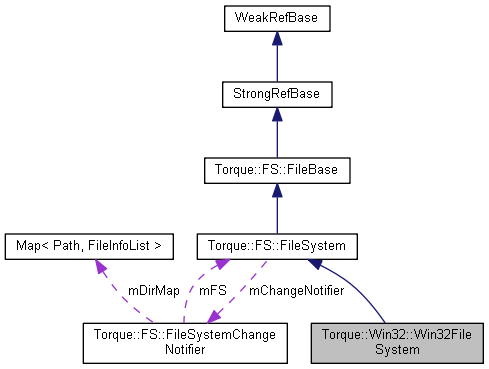 WeakRefBase
StrongRefBase
Torque::FS::FileBase
Map< Path, FileInfoList >
Torque::FS::FileSystem
mDirMap
mFS
mChangeNotifier
Torque::FS::FileSystemChange
Notifier
Torque::Win32::Win32File
System